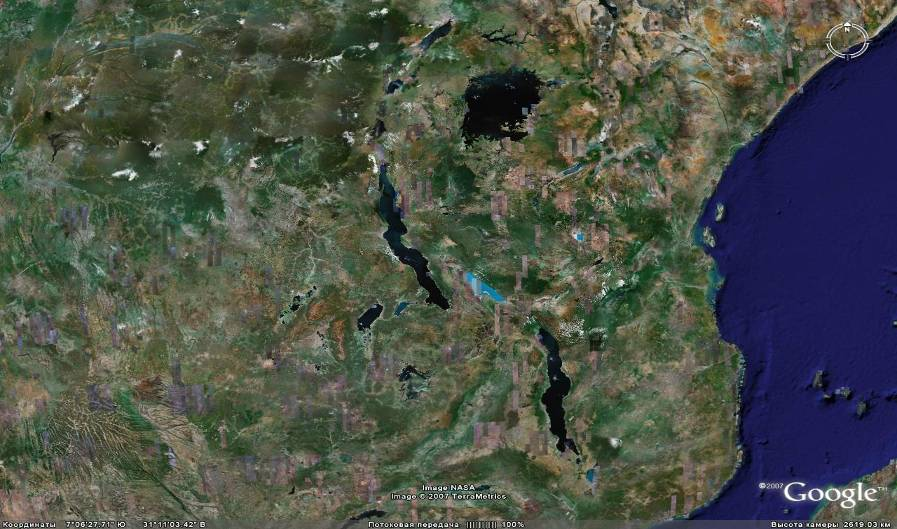 N
Image NASA
Image © 2007 TerraMetrics
©2007 Google™
Координаты 7°06'27.71" Ю 31°11'03.42" В Потоковая передача ||||||||| 100% Высота камеры 2619.03 км